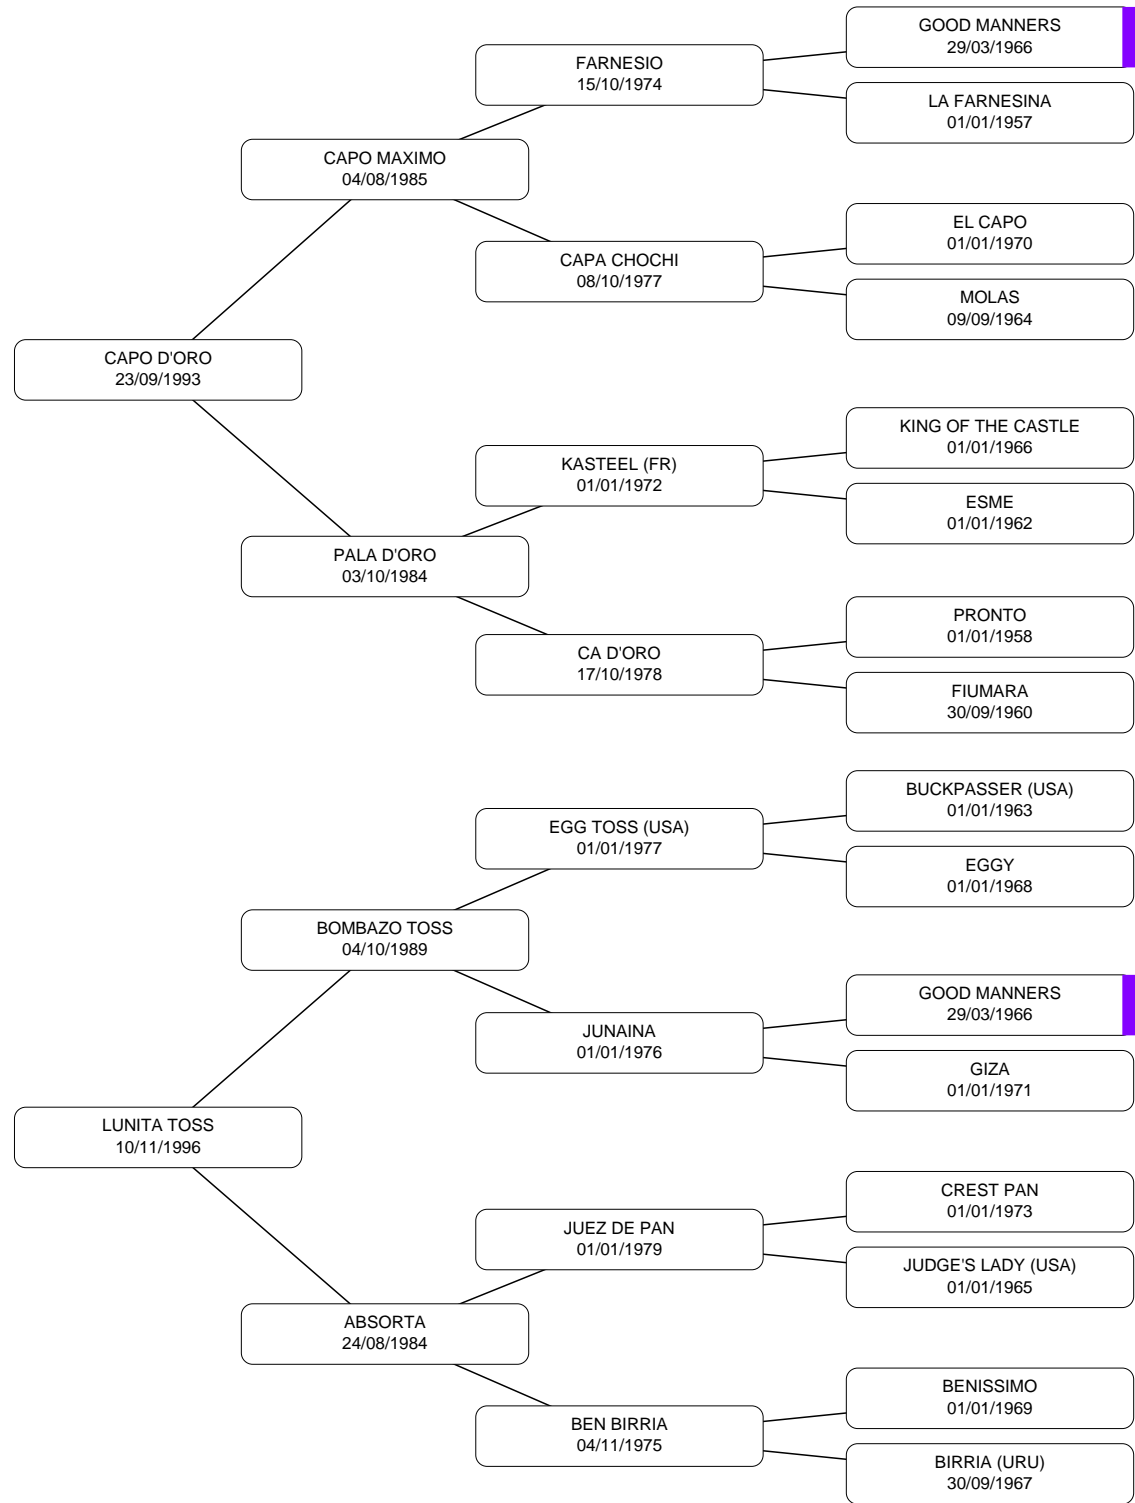 GOOD MANNERS
29/03/1966
FARNESIO
15/10/1974
LA FARNESINA
01/01/1957
CAPO MAXIMO
04/08/1985
EL CAPO
01/01/1970
CAPA CHOCHI
08/10/1977
MOLAS
09/09/1964
CAPO D'ORO
23/09/1993
KING OF THE CASTLE
01/01/1966
KASTEEL (FR)
01/01/1972
ESME
01/01/1962
PALA D'ORO
03/10/1984
PRONTO
01/01/1958
CA D'ORO
17/10/1978
FIUMARA
30/09/1960
BUCKPASSER (USA)
01/01/1963
EGG TOSS (USA)
01/01/1977
EGGY
01/01/1968
BOMBAZO TOSS
04/10/1989
GOOD MANNERS
29/03/1966
JUNAINA
01/01/1976
GIZA
01/01/1971
LUNITA TOSS
10/11/1996
CREST PAN
01/01/1973
JUEZ DE PAN
01/01/1979
JUDGE'S LADY (USA)
01/01/1965
ABSORTA
24/08/1984
BENISSIMO
01/01/1969
BEN BIRRIA
04/11/1975
BIRRIA (URU)
30/09/1967